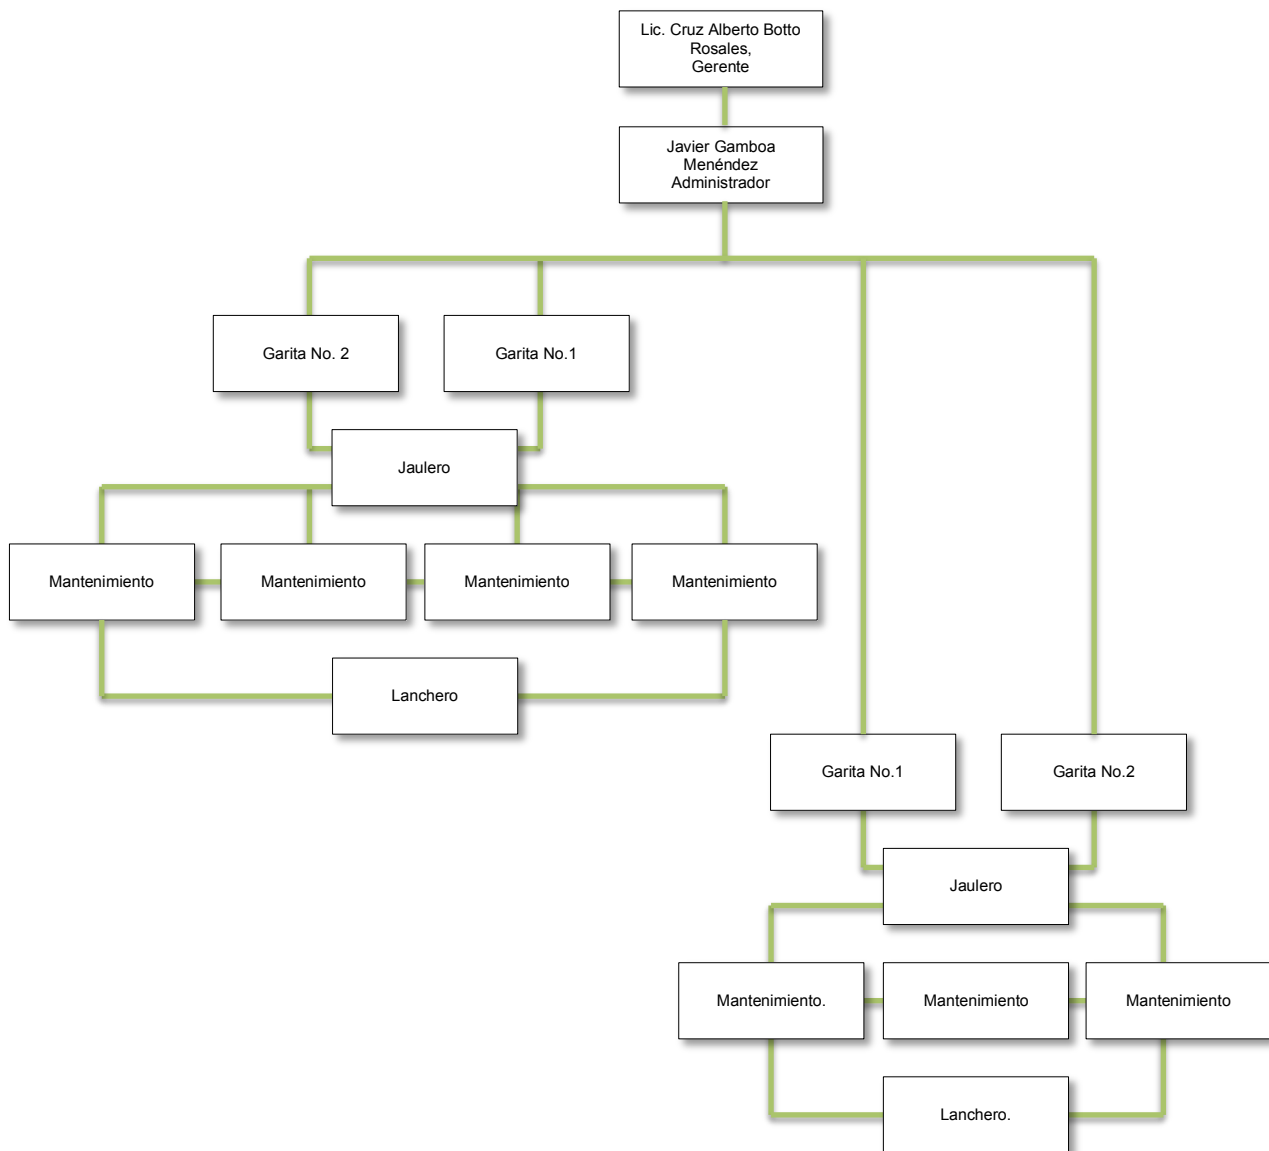 Lic. Cruz Alberto Botto
Rosales,
Gerente
Javier Gamboa
Menéndez
Administrador
Garita No. 2
Garita No.1
Jaulero
Mantenimiento
Mantenimiento
Mantenimiento
Mantenimiento
Lanchero
Garita No.1
Garita No.2
Jaulero
Mantenimiento.
Mantenimiento
Mantenimiento
Lanchero.